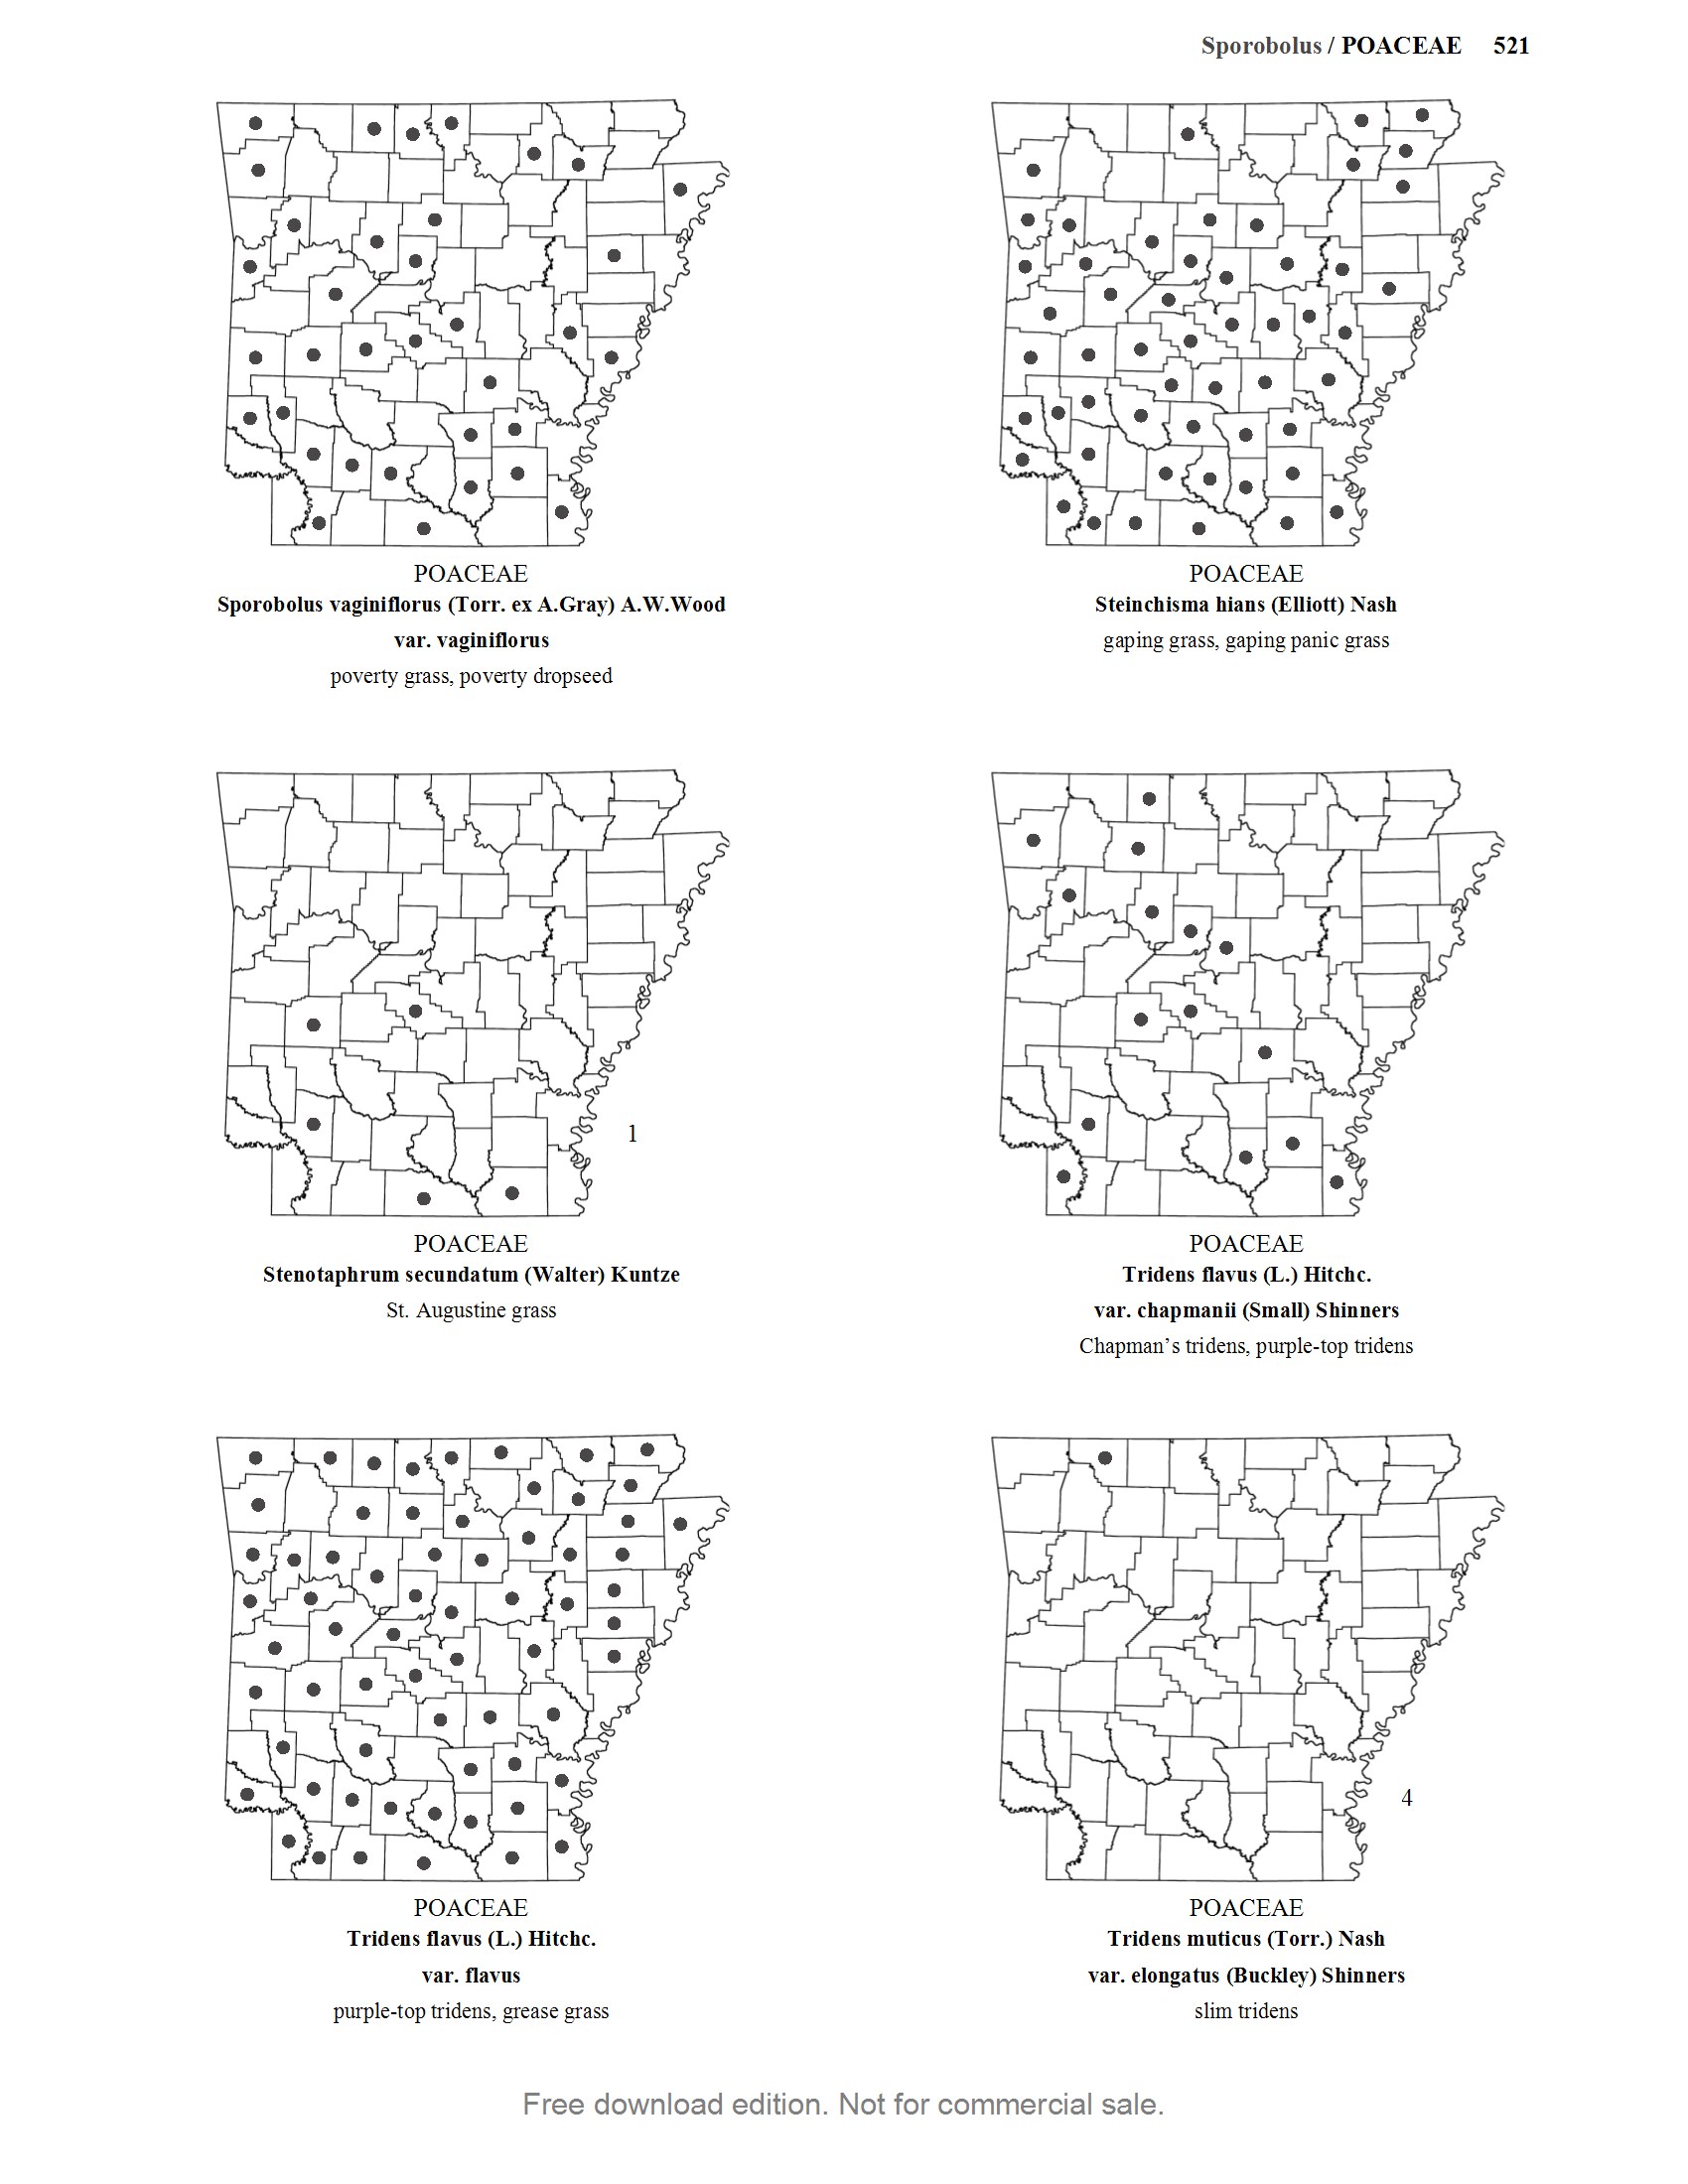 Sporobolus / POACEAE 521
POACEAE
Sporobolus vaginiflorus (Torr. ex A.Gray) A.W.Wood
var. vaginiflorus
poverty grass, poverty dropseed
POACEAE
Steinchisma hians (Elliott) Nash
gaping grass, gaping panic grass
1
POACEAE
Stenotaphrum secundatum (Walter) Kuntze
St. Augustine grass
POACEAE
Tridens flavus (L.) Hitchc.
var. chapmanii (Small) Shinners
Chapman’s tridens, purple-top tridens
POACEAE
Tridens flavus (L.) Hitchc.
var. flavus
purple-top tridens, grease grass
4
POACEAE
Tridens muticus (Torr.) Nash
var. elongatus (Buckley) Shinners
slim tridens
Free download edition. Not for commercial sale.